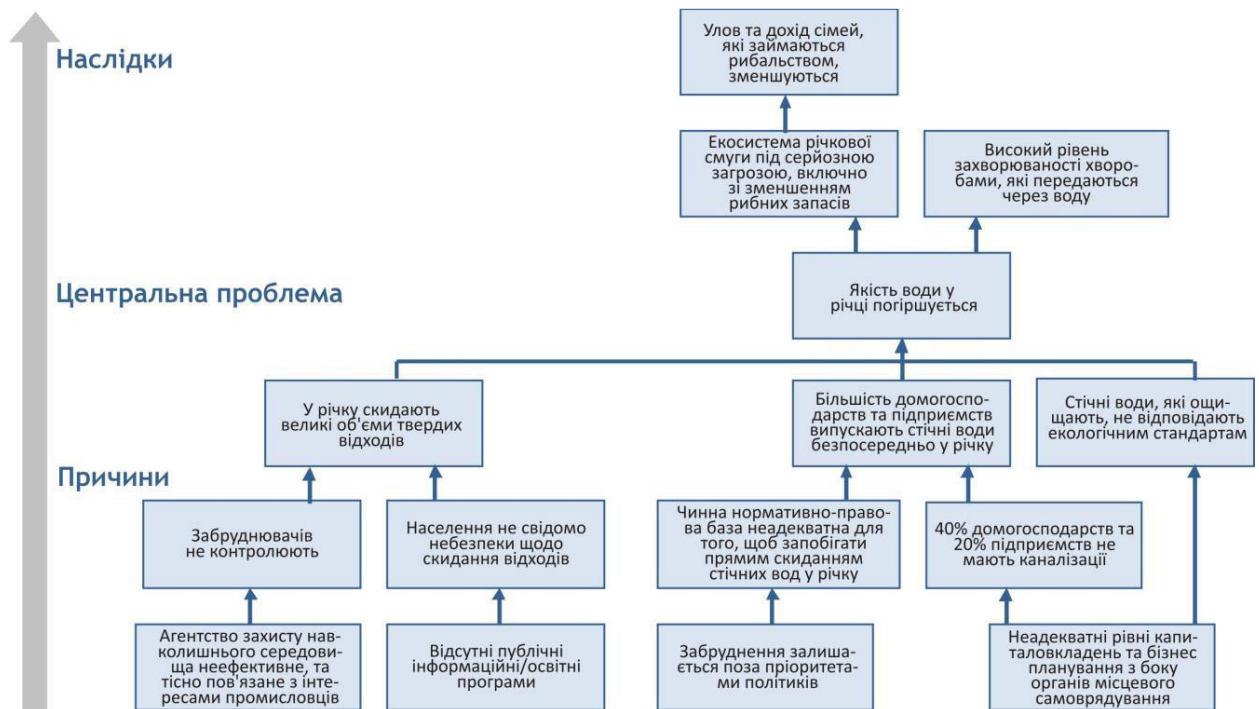 Наслідки
Улов та дохід сімей,
які займаються
рибальством,
зменшуються
Екосистема річкової
смуги під серйозною
загрозою, включно
зі зменшенням
рибних запасів
Високий рівень
захворюваності хворо-
бами, які передаються
через воду
Центральна проблема
Якість води у
річці погіршується
У річку скидають
великі об'єми твердих
відходів
Більшість домогоспо-
дарств та підприємств
випускають стічні води
безпосередньо у річку
Стічні води, які ощи-
щають, не відповідають
екологічним стандартам
Причини
Забруднювачів
не контролюють
Населення не свідомо
небезпеки щодо
скидання відходів
Чинна нормативно-право-
ва база неадекватна для
того, щоб запобігати
прямим скиданням
стічних вод у річку
40% домогосподарств та
20% підприємств не
мають каналізації
Агентство захисту нав-
колишнього середови-
ща неефективне, та
тісно пов'язане з інте-
ресами промисловців
Відсутні публічні
інформаційні/освітні
програми
Забруднення залиша-
ється поза пріоритета-
ми політиків
Неадекватні рівні капи-
таловкладень та бізнес
планування з боку
органів місцевого
самоврядування